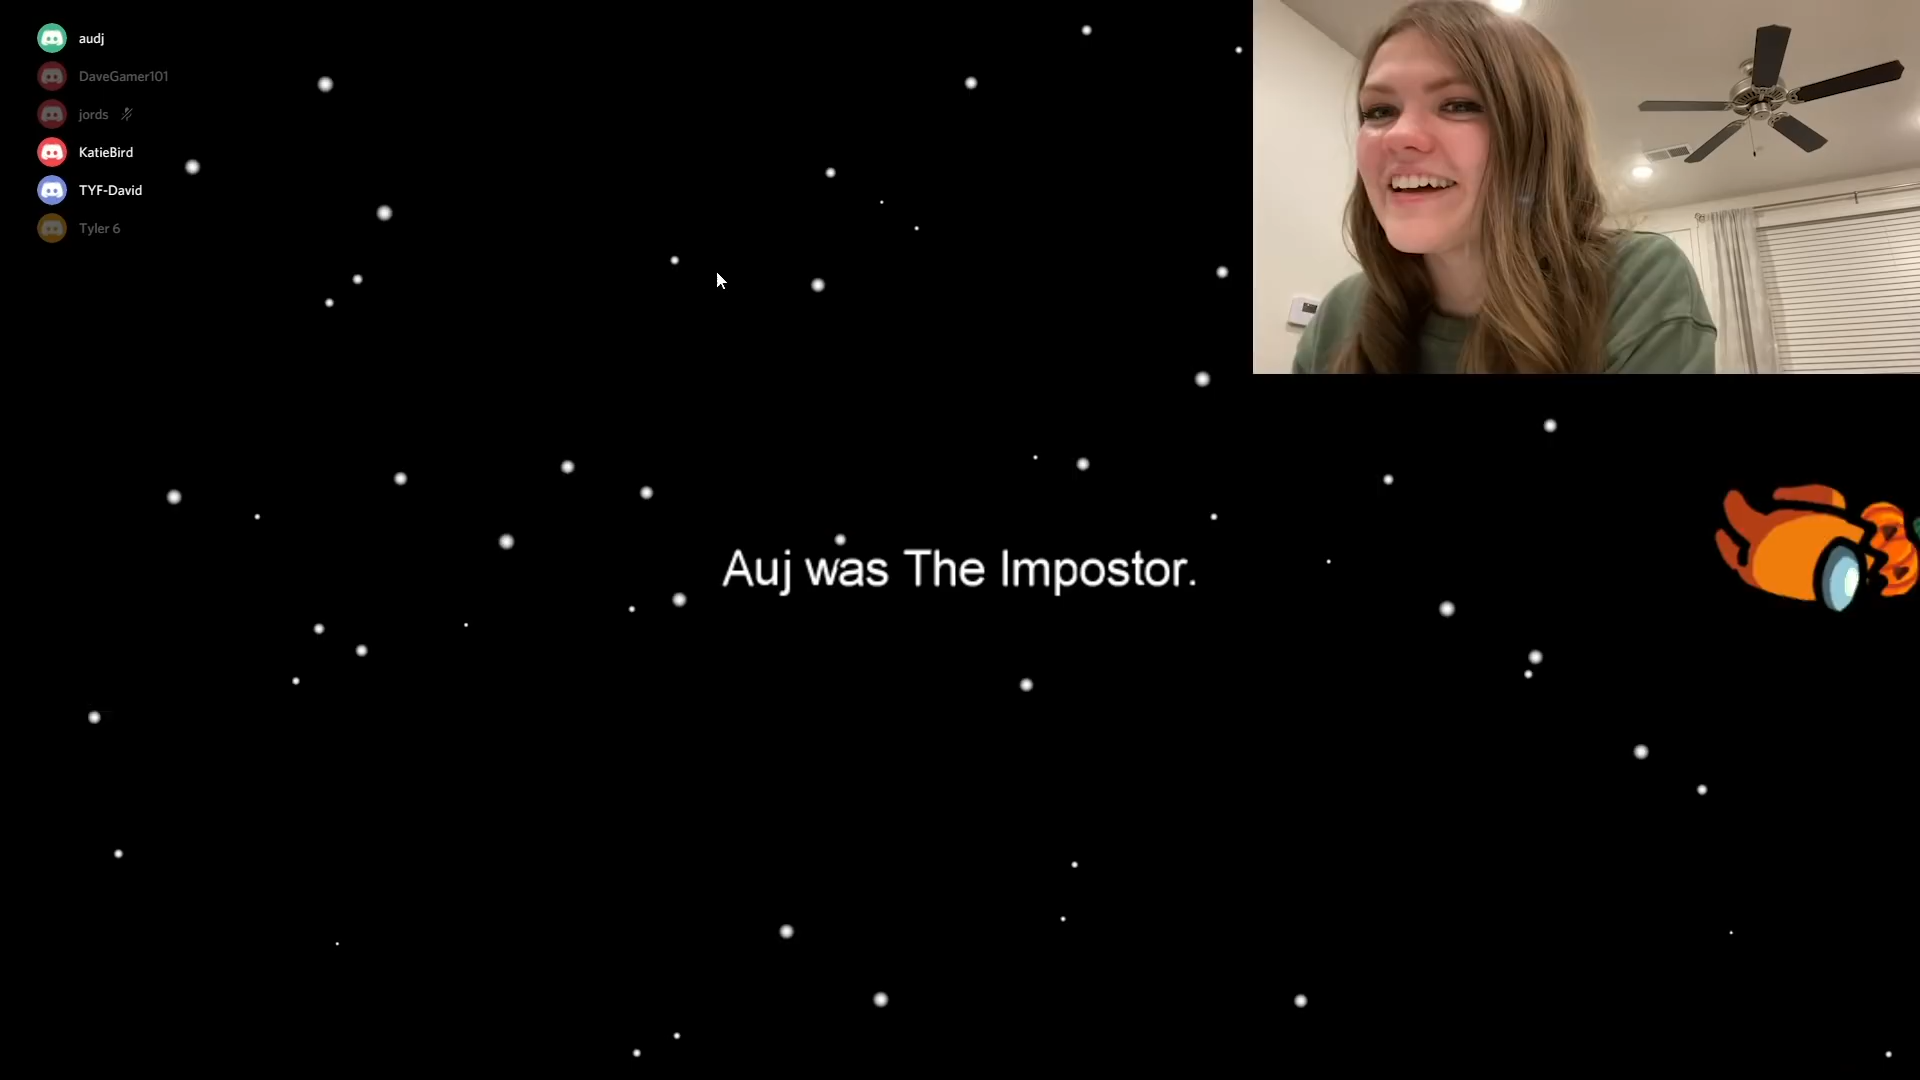 audj
DaveGamer101
jords
KatieBird
TYF-David
Tyler 6
Auj was The Impostor.